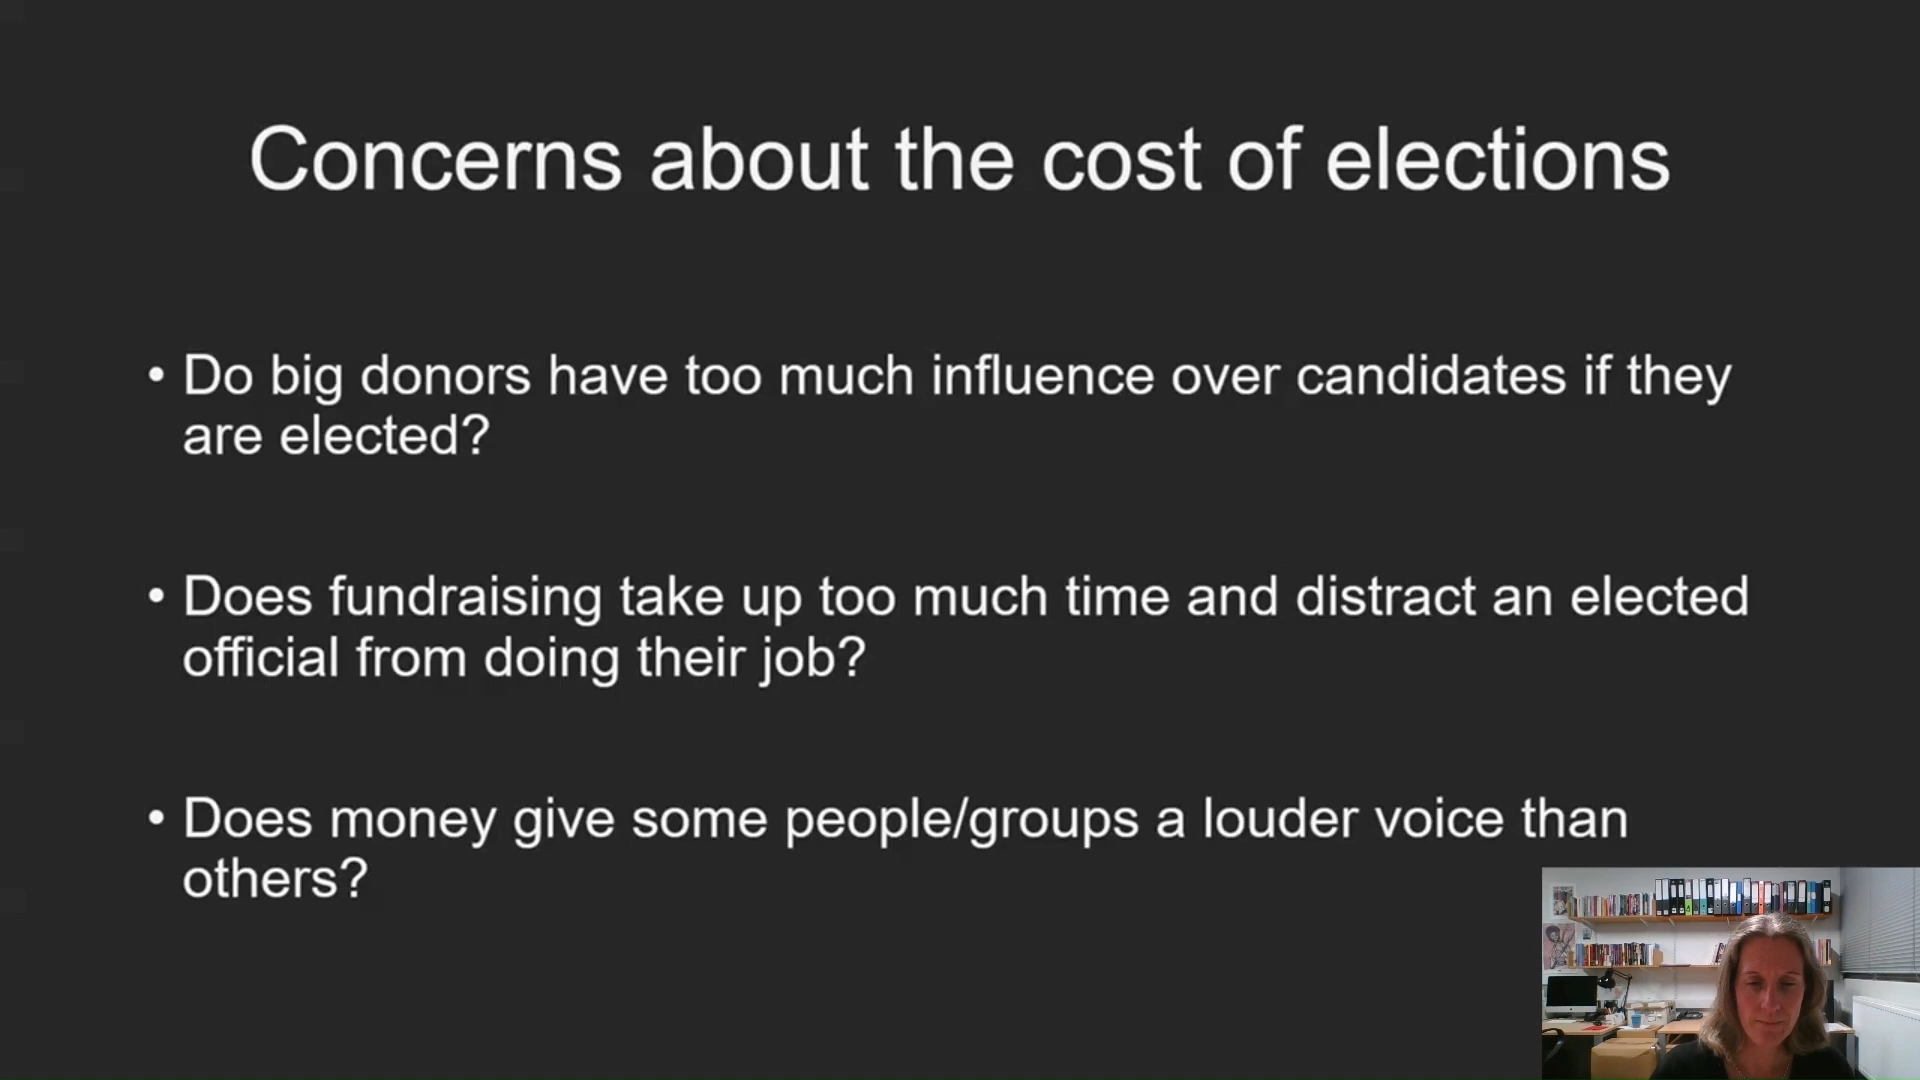 Concerns about the cost of elections
• Do big donors have too much influence over candidates if they
are elected?
• Does fundraising take up too much time and distract an elected
official from doing their job?
• Does money give some people/groups a louder voice than
others?